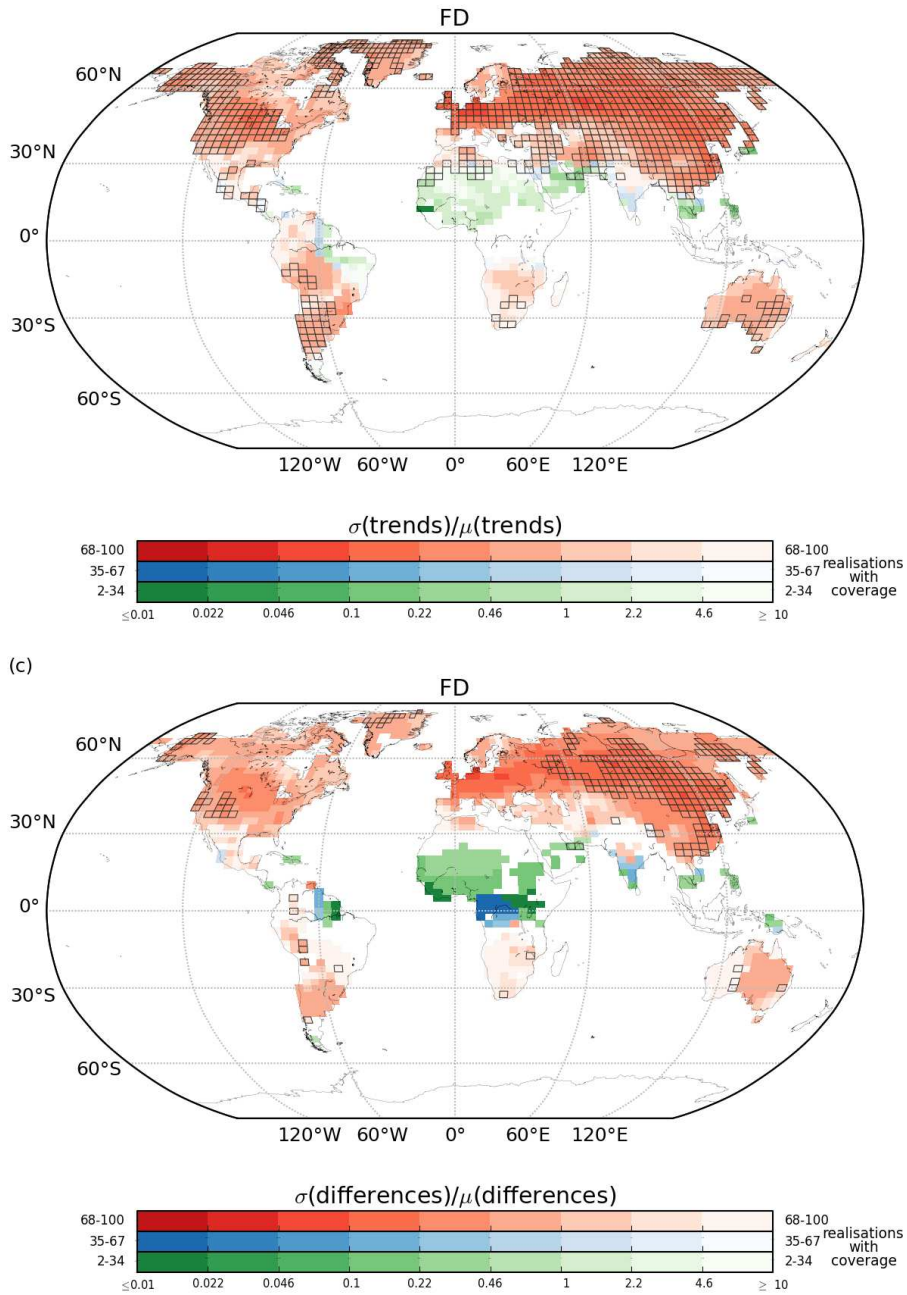 FD
60°N
30°N
0°
30°S
60°S
120°W 60°W 0° 60°E 120°E
σ(trends)/μ(trends)
68-100 68-100
35-67 35-67 realisations
with
2-34 2-34 coverage
≤0.01 0.022 0.046 0.1 0.22 0.46 1 2.2 4.6 ≥ 10
(c)
FD
60°N
30°N
0°
30°S
60°S
120°W 60°W 0° 60°E 120°E
σ(differences)/μ(differences)
68-100 68-100
35-67 35-67 realisations
with
2-34 2-34 coverage
≤0.01 0.022 0.046 0.1 0.22 0.46 1 2.2 4.6 ≥ 10